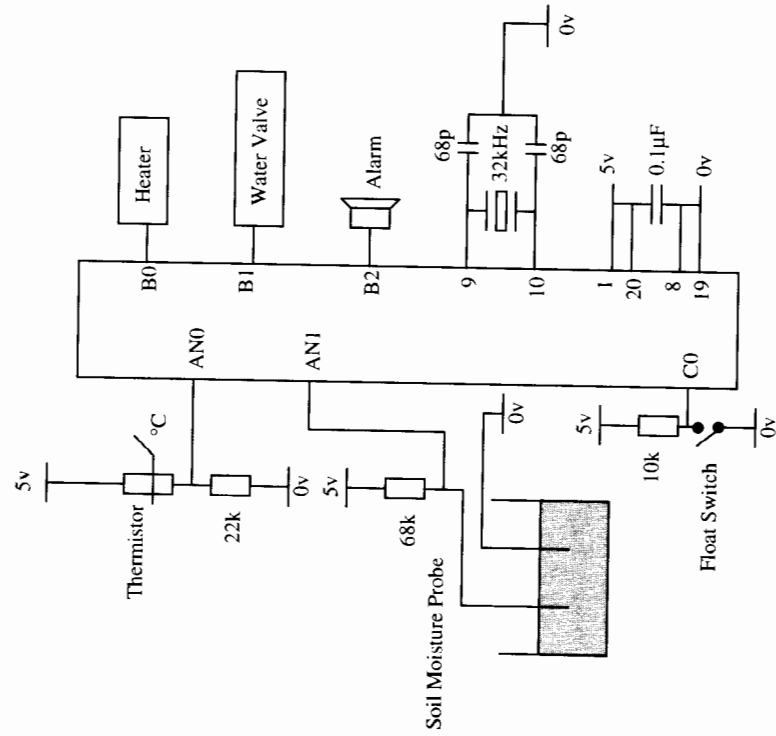 5v
Thermistor
°C
22k
0v
5v
68k
Soil Moisture Probe
0v
5v
10k
Float Switch
0v
AN0
AN1
C0
B0
B1
B2
9
10
1
20
8
19
Heater
Water Valve
Alarm
68p
32kHz
68p
0v
5v
0.1µF
0v